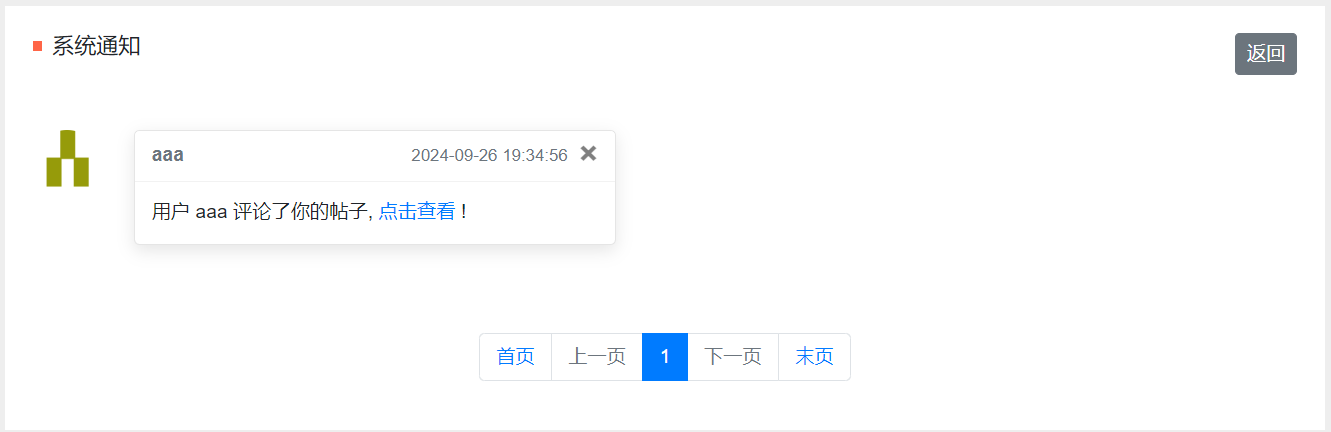 系统通知
返回
aaa 2024-09-26 19:34:56
用户 aaa 评论了你的帖子, 点击查看 !
首页 上一页 1 下一页 末页